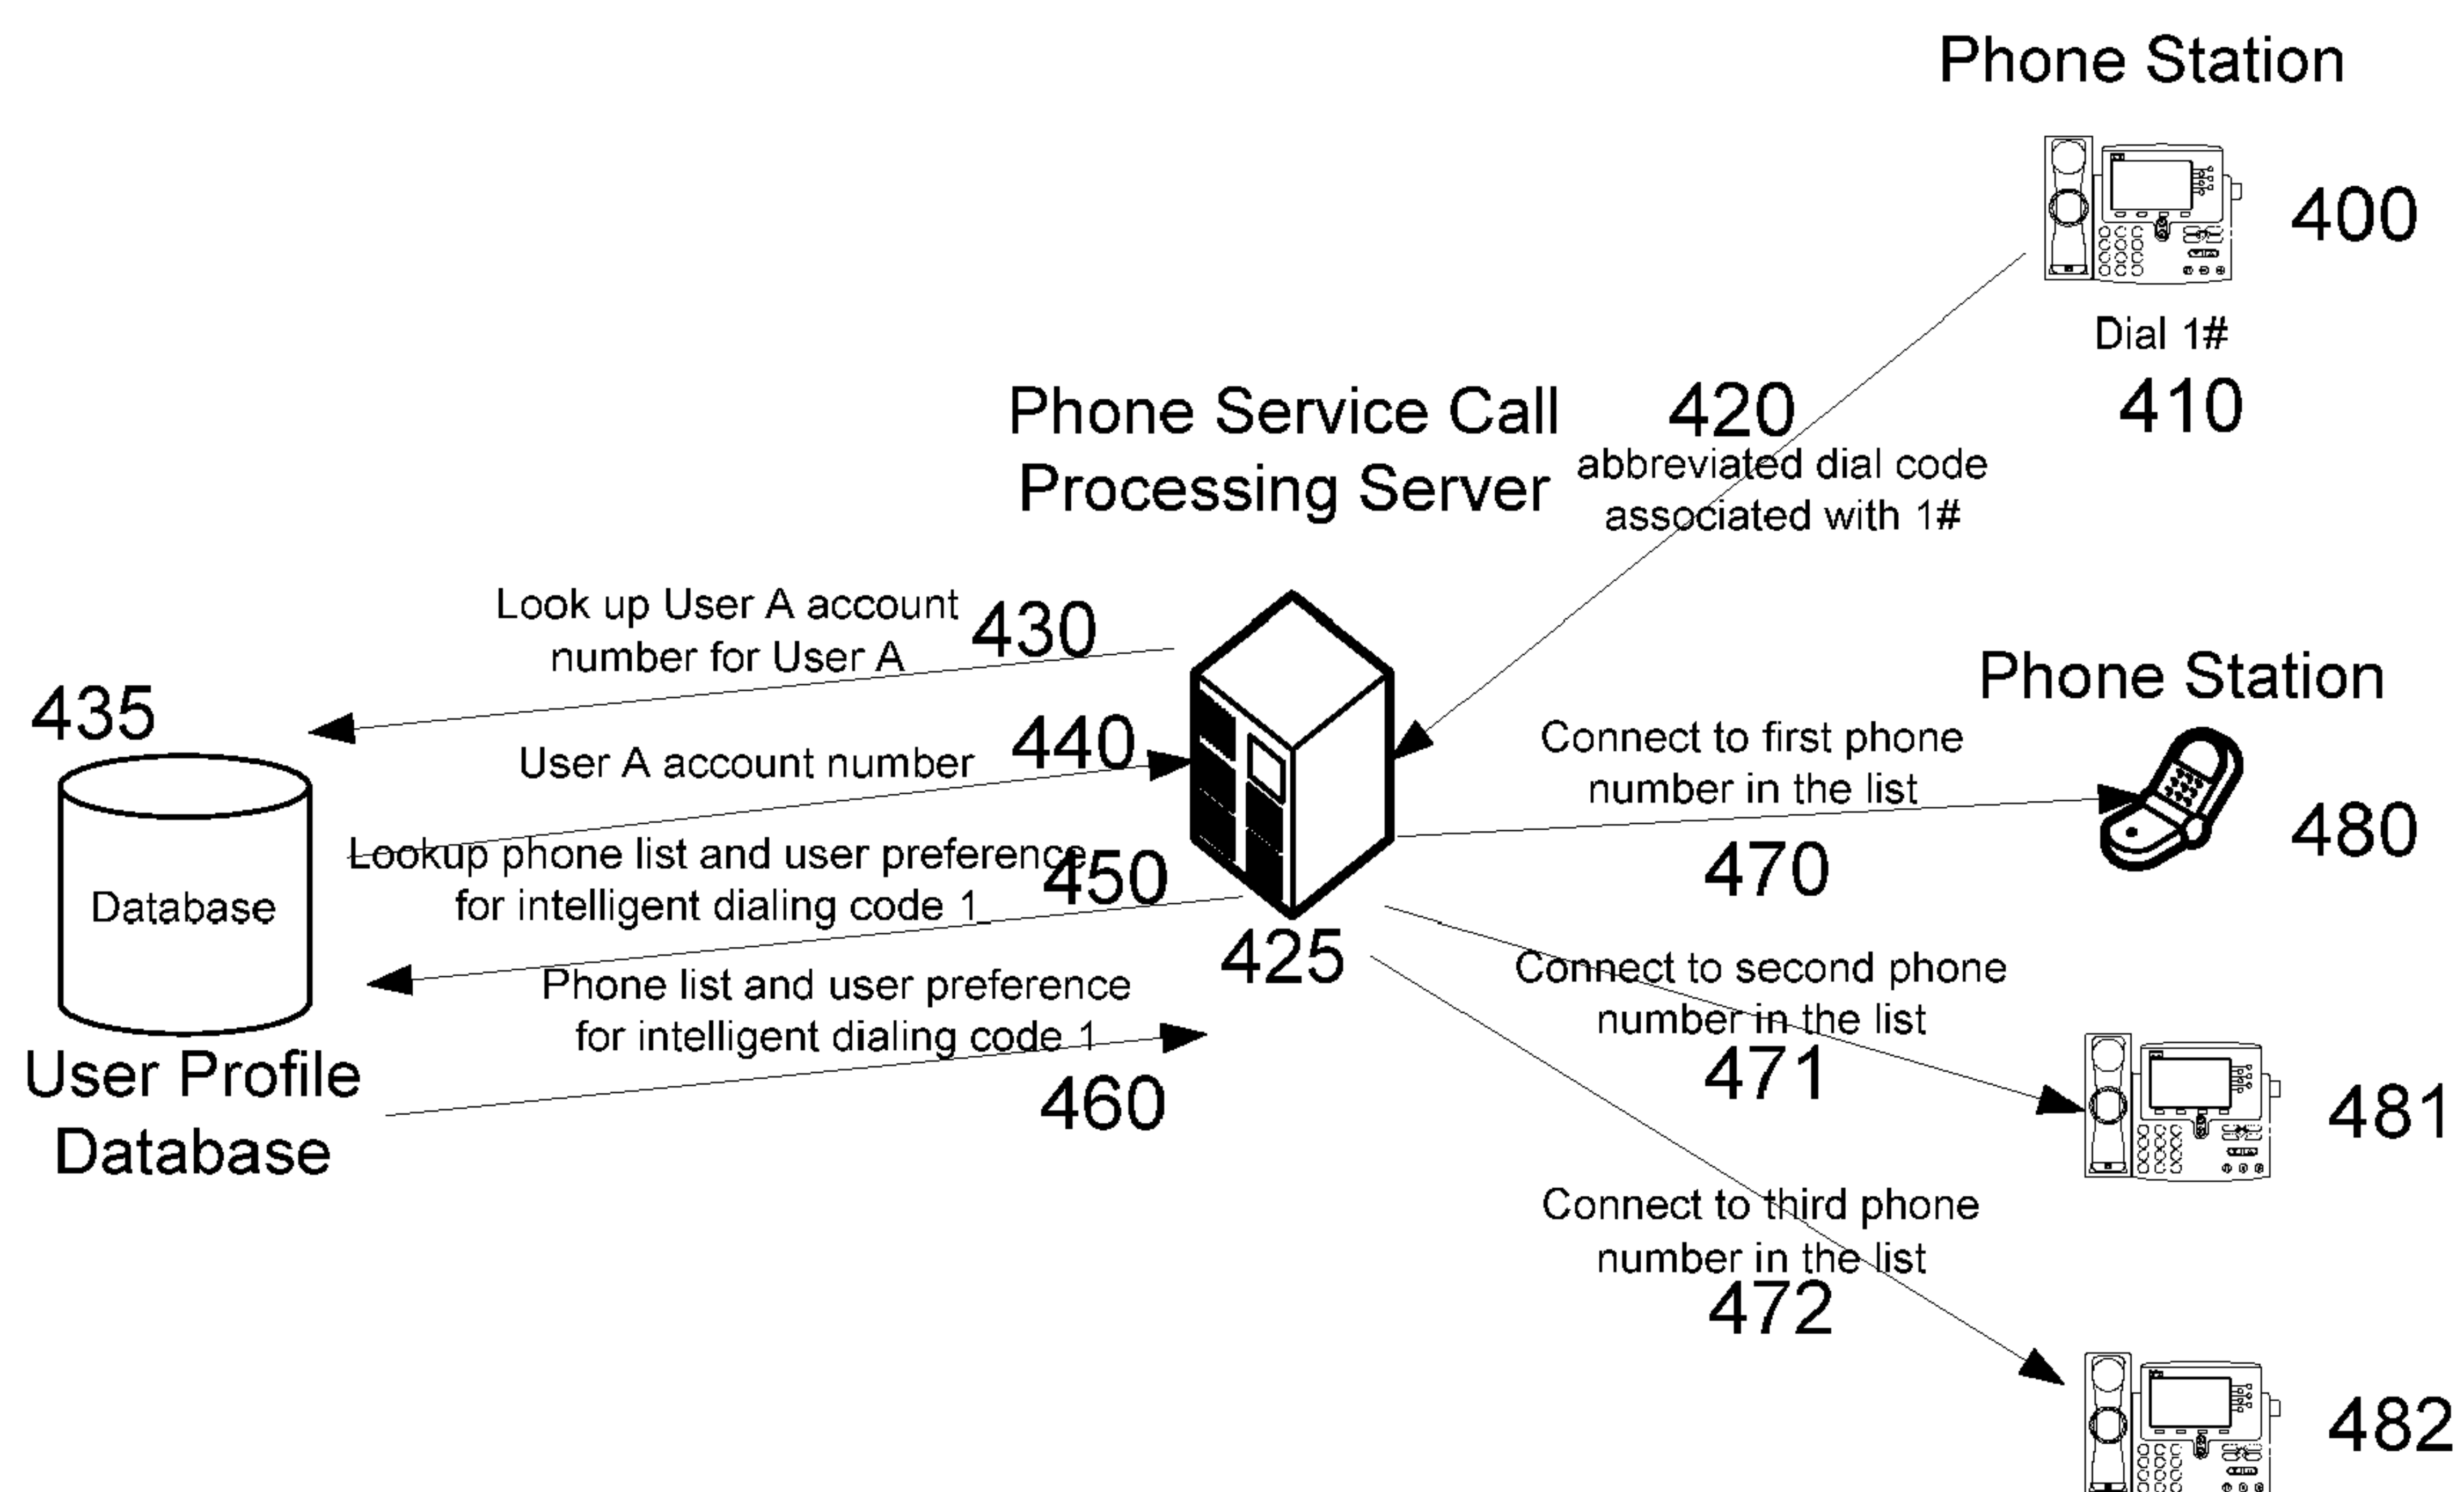 Phone Station
400
Dial 1#
410
Phone Service Call
Processing Server
420
abbreviated dial code
associated with 1#
Look up User A account
number for User A
430
435
User A account number
440
Lookup phone list and user preference
for intelligent dialing code 1
450
Database
Phone list and user preference
for intelligent dialing code 1
460
User Profile
Database
425
Phone Station
Connect to first phone
number in the list
470
480
Connect to second phone
number in the list
471
481
Connect to third phone
number in the list
472
482